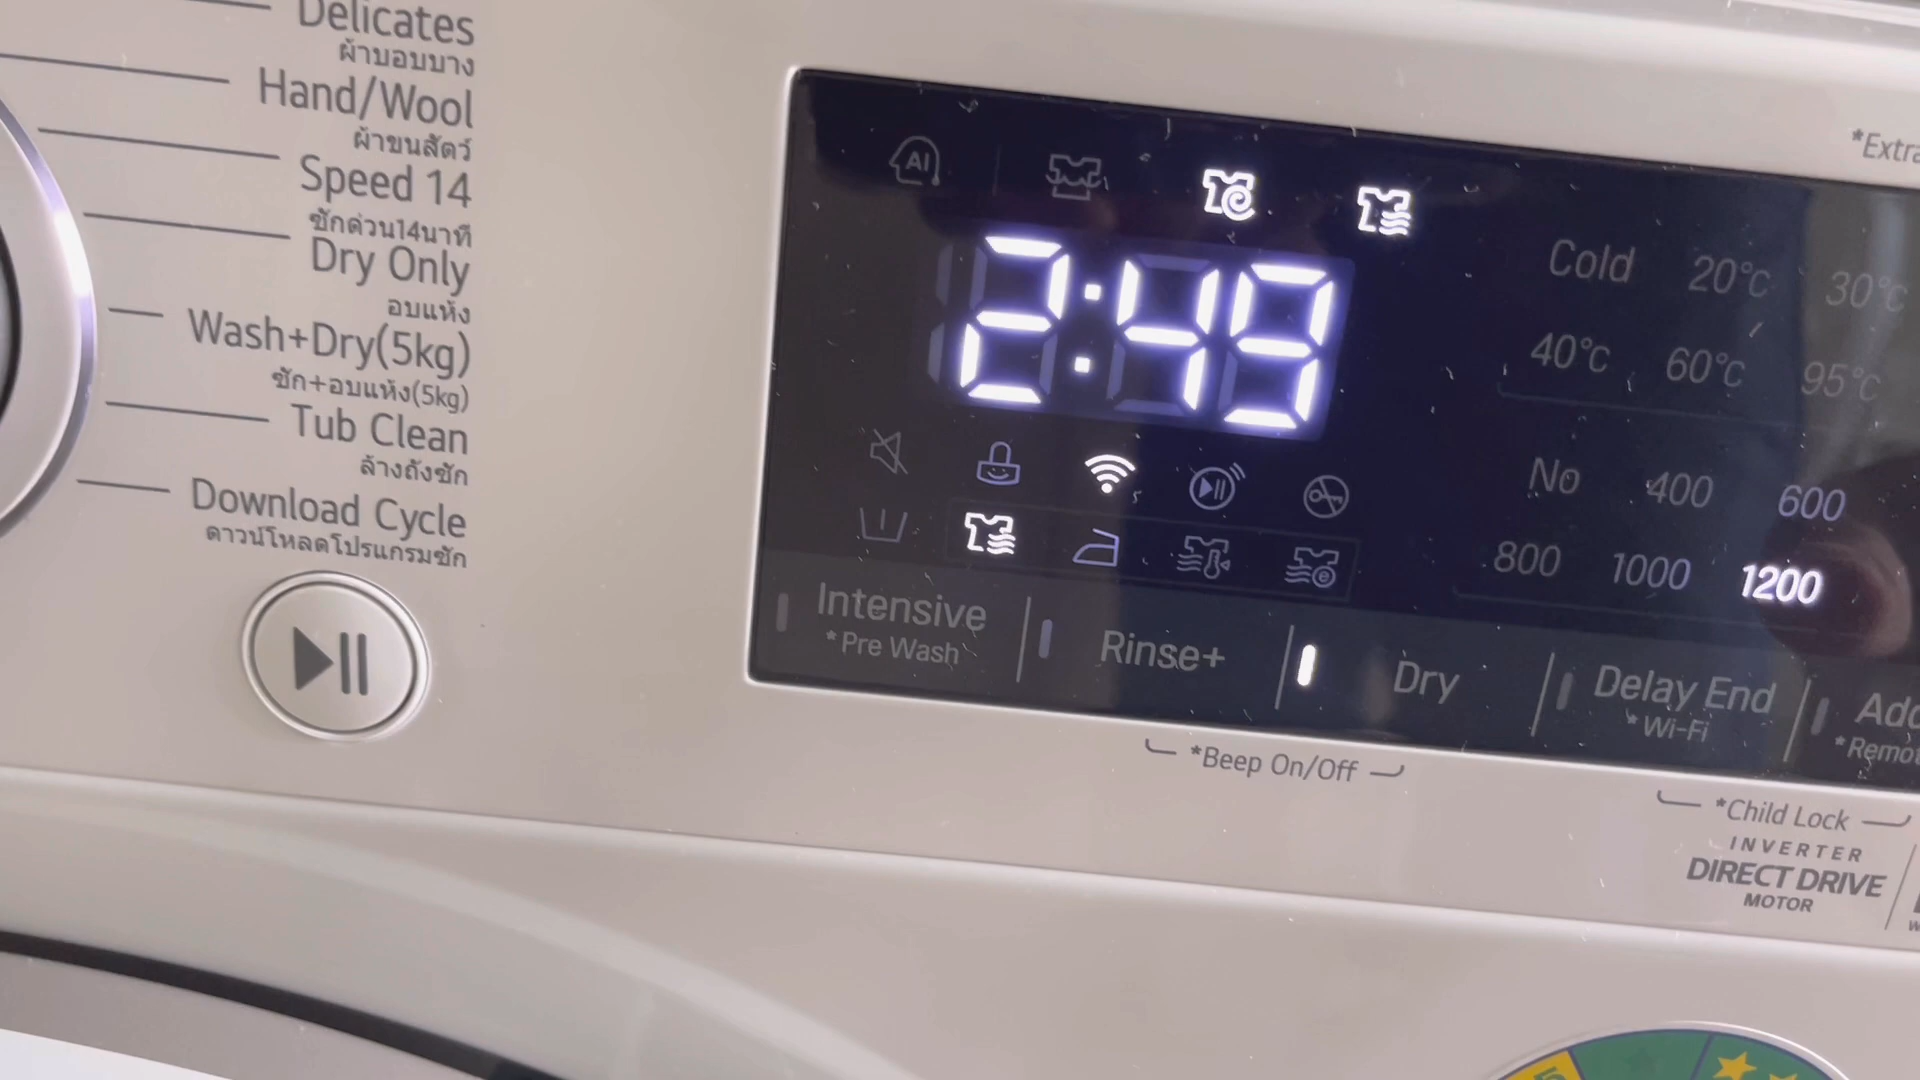 Delicates
ผ้าบอบบาง
Hand/Wool
ผ้าขนสัตว์
Speed 14
ซักด่วน14นาที
Dry Only
อบแห้ง
Wash+Dry(5kg)
ซัก+อบแห้ง(5kg)
Tub Clean
ล้างถังซัก
Download Cycle
ดาวน์โหลดโปรแกรมซัก
AI
2:49
Cold 20°C 30°C
40°C 60°C 95°C
No 400 600
800 1000 1200
Intensive
*Pre Wash
Rinse+
Dry
Delay End
*Wi-Fi
*Beep On/Off
*Child Lock
INVERTER
DIRECT DRIVE
MOTOR